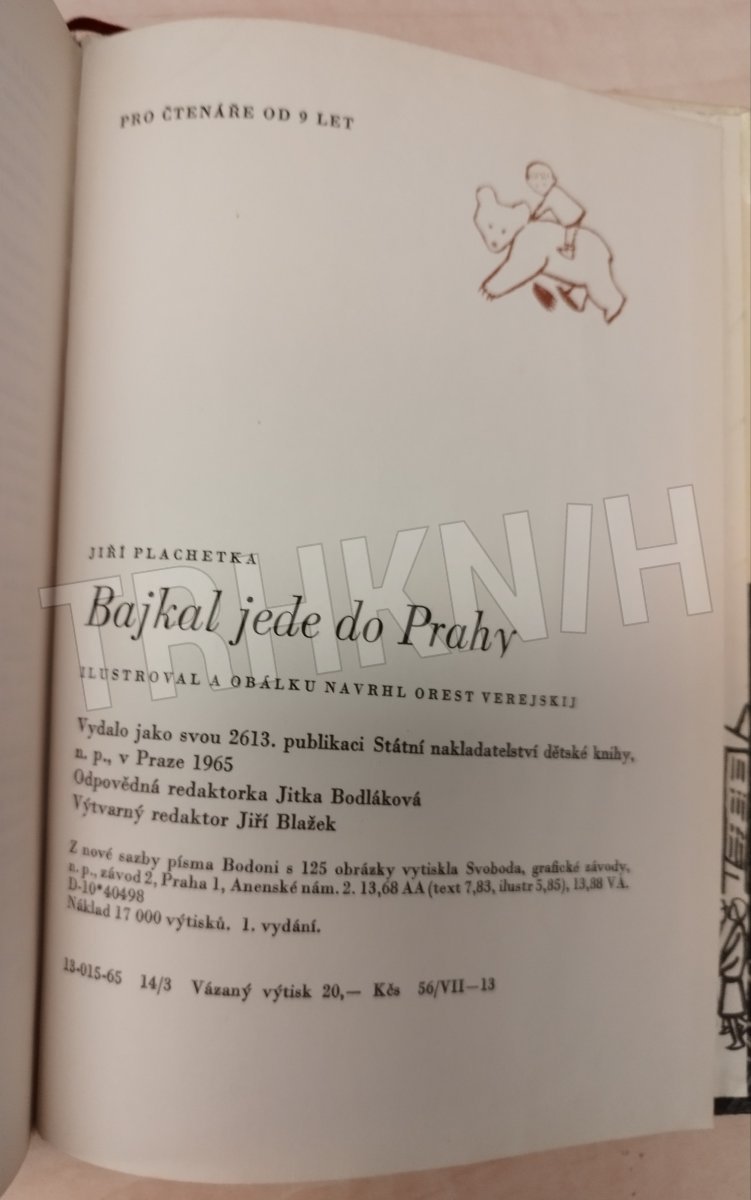 PRO ČTENÁŘE OD 9 LET
JIŘÍ PLACHETKA
TRHKNIH
Bajkal jede do Prahy
ILUSTROVAL A OBÁLKU NAVRHL OREST VEREJSKIJ
Vydalo jako svou 2613. publikaci Státní nakladatelství dětské knihy,
n. p., v Praze 1965
Odpovědná redaktorka Jitka Bodláková
Výtvarný redaktor Jiří Blažek
Z nové sazby písma Bodoni s 125 obrázky vytiskla Svoboda, grafické závody,
n. p., závod 2, Praha 1, Anenské nám. 2. 13,68 AA (text 7,83, ilustr 5,85), 13,88 VA.
D-10*40498
Náklad 17 000 výtisků. 1. vydání.
13-015-65 14/3 Vázaný výtisk 20,— Kčs 56/VII—13